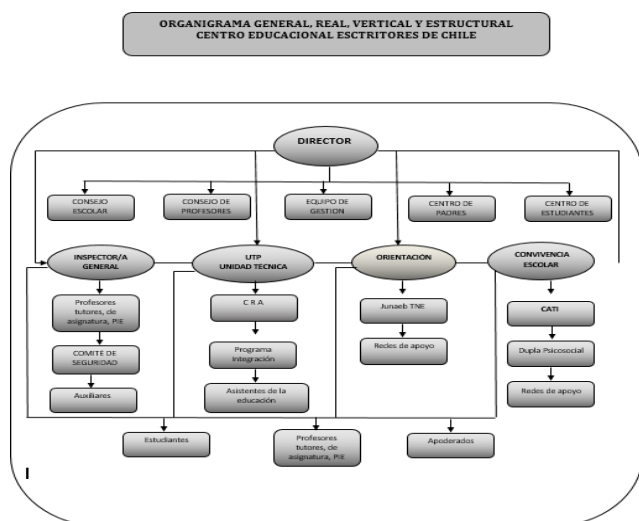 ORGANIGRAMA GENERAL, REAL, VERTICAL Y ESTRUCTURAL
CENTRO EDUCACIONAL ESCTRITORES DE CHILE
DIRECTOR
CONSEJO
ESCOLAR
CONSEJO DE
PROFESORES
EQUIPO DE
GESTION
CENTRO DE
PADRES
CENTRO DE
ESTUDIANTES
INSPECTOR/A
GENERAL
UTP
UNIDAD TECNICA
ORIENTACIÓN
CONVIVENCIA
ESCOLAR
Profesores
tutores, de
asignatura, PIE
C R A
Junaeb TNE
CATI
COMITÉ DE
SEGURIDAD
Programa
Integración
Redes de apoyo
Dupla Psicosocial
Auxiliares
Asistentes de la
educación
Redes de apoyo
Estudiantes
Profesores
tutores, de
asignatura, PIE
Apoderados
I